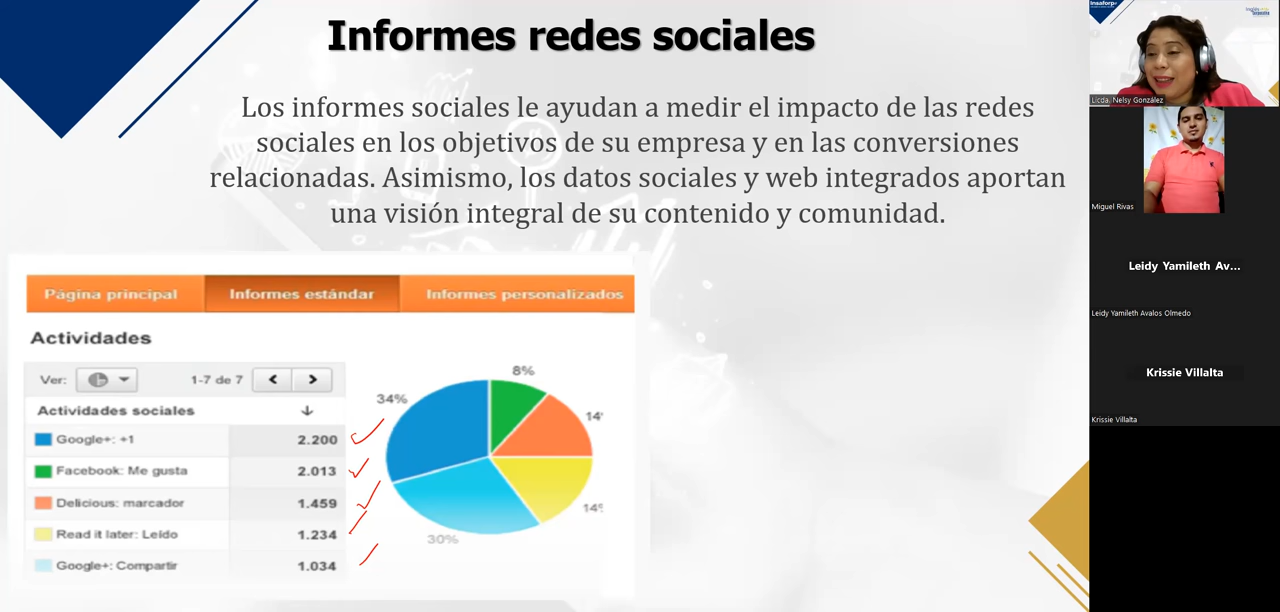 Informes redes sociales
Los informes sociales le ayudan a medir el impacto de las redes
sociales en los objetivos de su empresa y en las conversiones
relacionadas. Asimismo, los datos sociales y web integrados aportan
una visión integral de su contenido y comunidad.
Página principal
Informes estándar
Informes personalizados
Actividades
Ver:
1-7 de 7
Actividades sociales
Google+: +1 2.200
Facebook: Me gusta 2.013
Delicious: marcador 1.459
Read it later: Leído 1.234
Google+: Compartir 1.034
8%
34%
14
14
30%
Insaforp
Licda. Nelsy González
Miguel Rivas
Leidy Yamileth Av...
Leidy Yamileth Avalos Olmedo
Krissie Villalta
Krissie Villalta